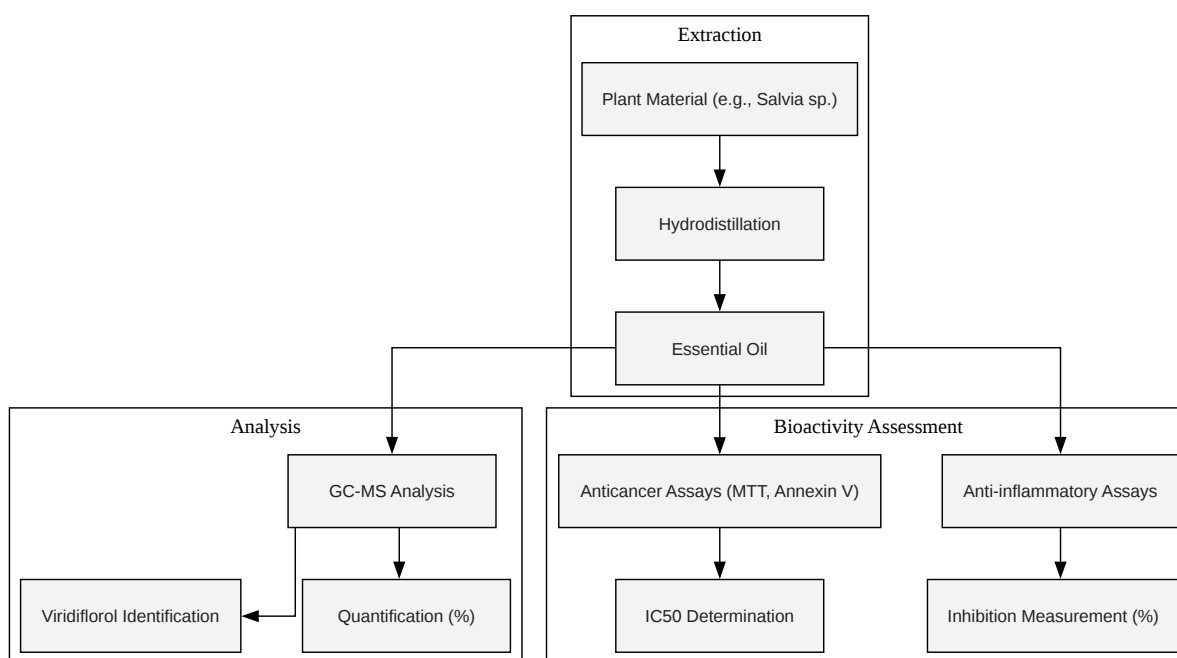 Extraction
Plant Material (e.g., Salvia sp.)
Hydrodistillation
Essential Oil
Analysis
GC-MS Analysis
Viridiflorol Identification
Quantification (%)
Bioactivity Assessment
Anticancer Assays (MTT, Annexin V)
Anti-inflammatory Assays
IC50 Determination
Inhibition Measurement (%)